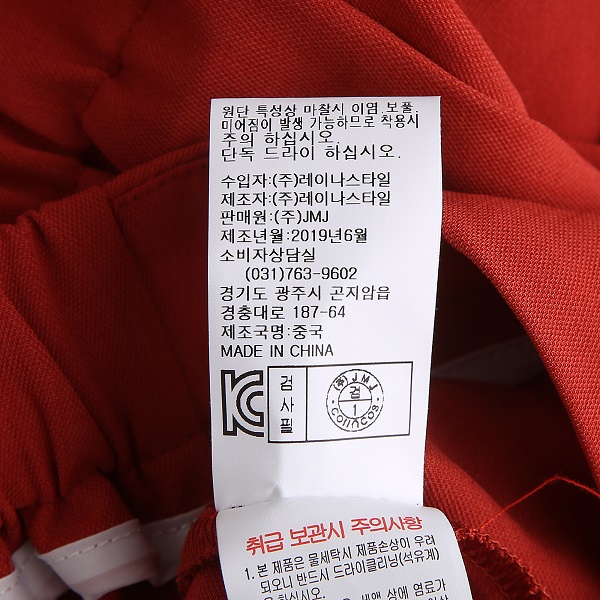 원단 특성상 마찰시 이염.보풀.
미어짐이 발생 가능하므로 착용시
주의 하십시오.
단독 드라이 하십시오.
수입자:(주)레이나스타일
제조자:(주)레이나스타일
판매원:(주)JMJ
제조년월:2019년6월
소비자상담실
(031)763-9602
경기도 광주시 곤지암읍
경충대로 187-64
제조국명:중국
MADE IN CHINA
KC
검사필
(주)JMJ
검
1
coiincos
취급 보관시 주의사항
1. 본 제품은 물세탁시 제품손상이 우려
되오니 반드시 드라이클리닝(석유계)